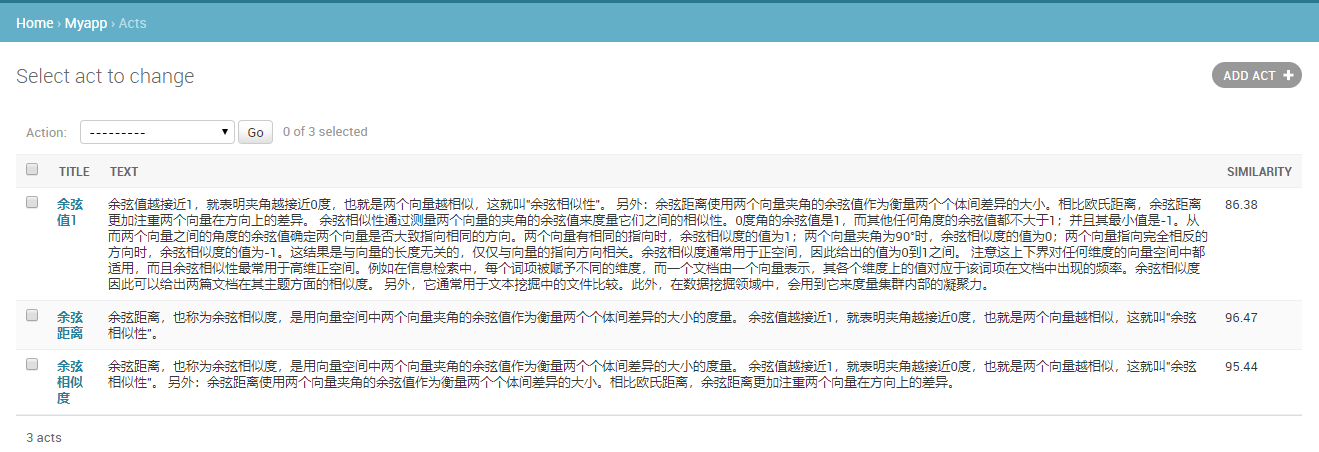 Home › Myapp › Acts
Select act to change
ADD ACT +
Action: --------- Go 0 of 3 selected
TITLE TEXT SIMILARITY
余弦值1
余弦值越接近1，就表明夹角越接近0度，也就是两个向量越相似，这就叫"余弦相似性"。 另外：余弦距离使用两个向量夹角的余弦值作为衡量两个个体间差异的大小。相比欧氏距离，余弦距离
更加注重两个向量在方向上的差异。 余弦相似性通过测量两个向量的夹角的余弦值来度量它们之间的相似性。0度角的余弦值是1，而其他任何角度的余弦值都不大于1；并且其最小值是-1。从
而两个向量之间的角度的余弦值确定两个向量是否大致指向相同的方向。两个向量有相同的指向时，余弦相似度的值为1；两个向量夹角为90°时，余弦相似度的值为0；两个向量指向完全相反的
方向时，余弦相似度的值为-1。这结果是与向量的长度无关的，仅仅与向量的指向方向相关。余弦相似度通常用于正空间，因此给出的值为0到1之间。 注意这上下界对任何维度的向量空间中都
适用，而且余弦相似性最常用于高维正空间。例如在信息检索中，每个词项被赋予不同的维度，而一个文档由一个向量表示，其各个维度上的值对应于该词项在文档中出现的频率。余弦相似度
因此可以给出两篇文档在其主题方面的相似度。 另外，它通常用于文本挖掘中的文件比较。此外，在数据挖掘领域中，会用到它来度量集群内部的凝聚力。
86.38
余弦距离
余弦距离，也称为余弦相似度，是用向量空间中两个向量夹角的余弦值作为衡量两个个体间差异的大小的度量。 余弦值越接近1，就表明夹角越接近0度，也就是两个向量越相似，这就叫"余弦
相似性"。
96.47
余弦相似度
余弦距离，也称为余弦相似度，是用向量空间中两个向量夹角的余弦值作为衡量两个个体间差异的大小的度量。 余弦值越接近1，就表明夹角越接近0度，也就是两个向量越相似，这就叫"余弦
相似性"。 另外：余弦距离使用两个向量夹角的余弦值作为衡量两个个体间差异的大小。相比欧氏距离，余弦距离更加注重两个向量在方向上的差异。
95.44
3 acts